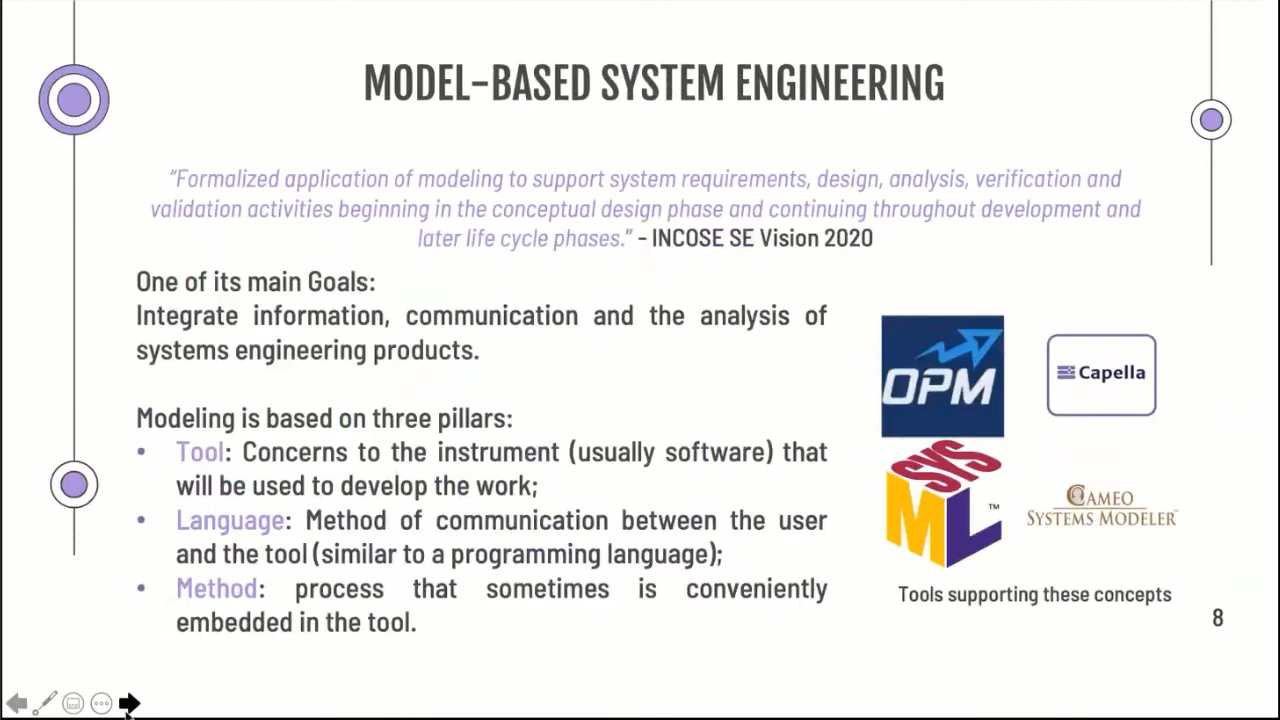 MODEL-BASED SYSTEM ENGINEERING
“Formalized application of modeling to support system requirements, design, analysis, verification and
validation activities beginning in the conceptual design phase and continuing throughout development and
later life cycle phases.” - INCOSE SE Vision 2020
One of its main Goals:
Integrate information, communication and the analysis of
systems engineering products.
Modeling is based on three pillars:
• Tool: Concerns to the instrument (usually software) that
will be used to develop the work;
• Language: Method of communication between the user
and the tool (similar to a programming language);
• Method: process that sometimes is conveniently
embedded in the tool.
OPM
Capella
SYS
ML™
CAMEO
SYSTEMS MODELER™
Tools supporting these concepts
8